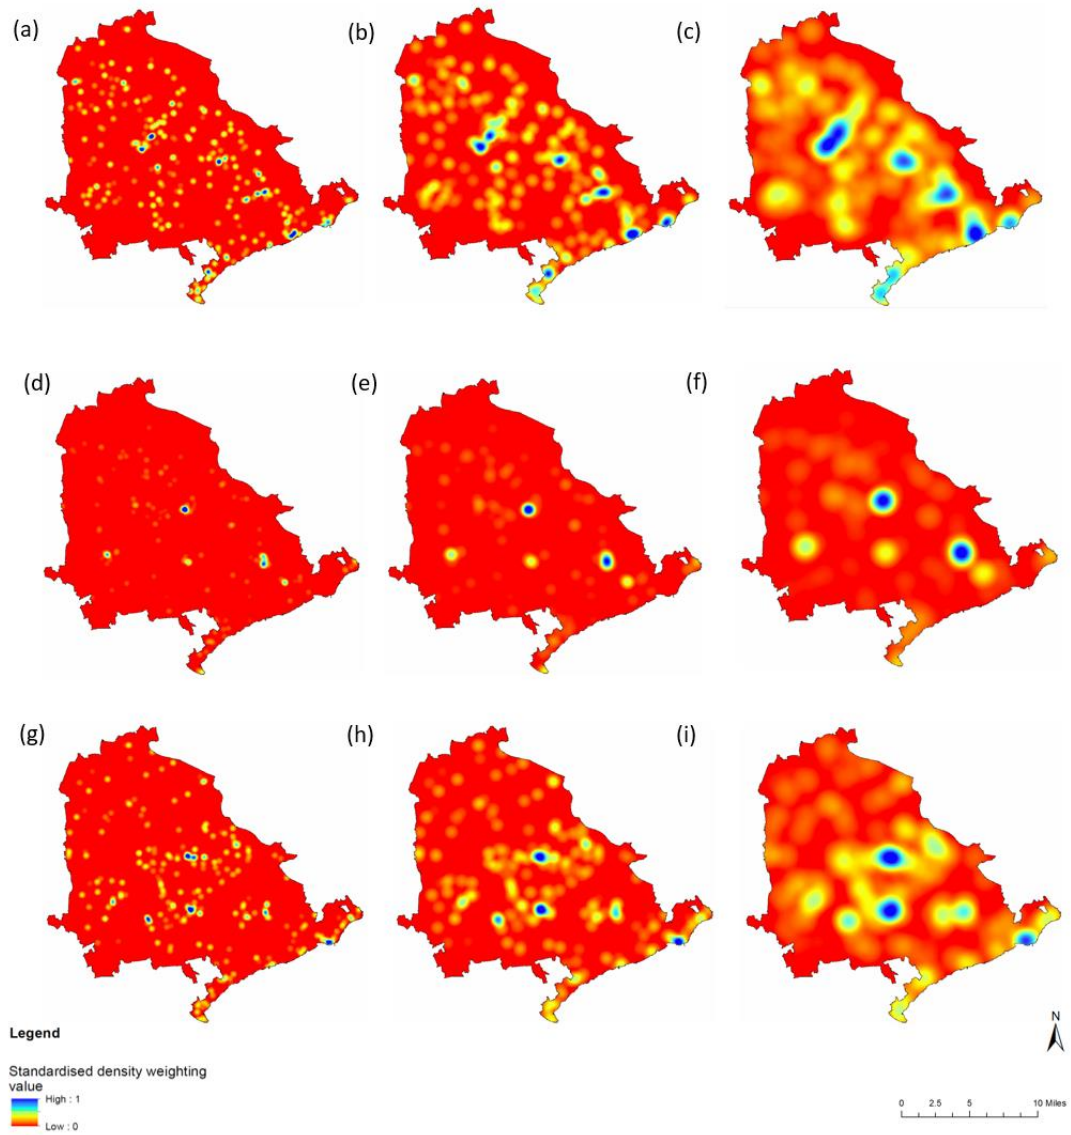 (a)
(b)
(c)
(d)
(e)
(f)
(g)
(h)
(i)
Legend
Standardised density weighting
value
High : 1
Low : 0
N
0 2.5 5 10 Miles